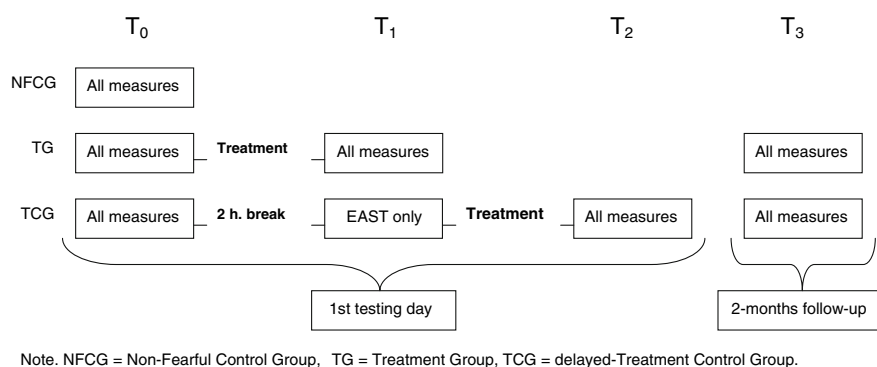 T0 T1 T2 T3
NFCG All measures
TG All measures Treatment All measures All measures
TCG All measures 2 h. break EAST only Treatment All measures All measures
1st testing day 2-months follow-up
Note. NFCG = Non-Fearful Control Group, TG = Treatment Group, TCG = delayed-Treatment Control Group.